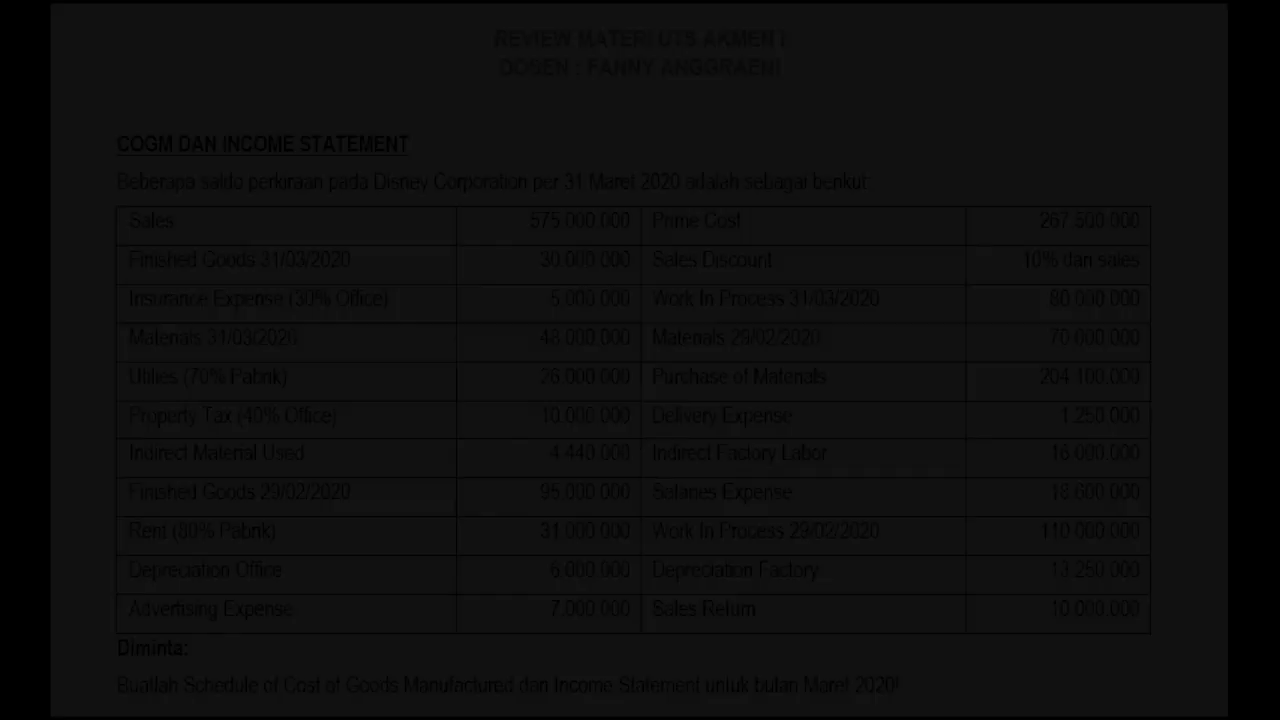 REVIEW MATERI UTS AKMEN I
DOSEN : FANNY ANGGRAENI
COGM DAN INCOME STATEMENT
Beberapa saldo perkiraan pada Disney Corporation per 31 Maret 2020 adalah sebagai berikut:
Sales 575.000.000 Prime Cost 267.500.000
Finished Goods 31/03/2020 30.000.000 Sales Discount 10% dari sales
Insurance Expense (30% Office) 5.000.000 Work In Process 31/03/2020 80.000.000
Materials 31/03/2020 48.000.000 Materials 29/02/2020 70.000.000
Utilies (70% Pabrik) 26.000.000 Purchase of Materials 204.100.000
Property Tax (40% Office) 10.000.000 Delivery Expense 1.250.000
Indirect Material Used 4.440.000 Indirect Factory Labor 16.000.000
Finished Goods 29/02/2020 95.000.000 Salaries Expense
Rent (80% Pabrik) 31.000.000 Work In Process 29/02/2020 110.000.000
Depreciation Office Depreciation Factory 13.250.000
Advertising Expense 7.000.000 Sales Return 10.000.000
Diminta:
Buatlah Schedule of Cost of Goods Manufactured dan Income Statement untuk bulan Maret 2020!